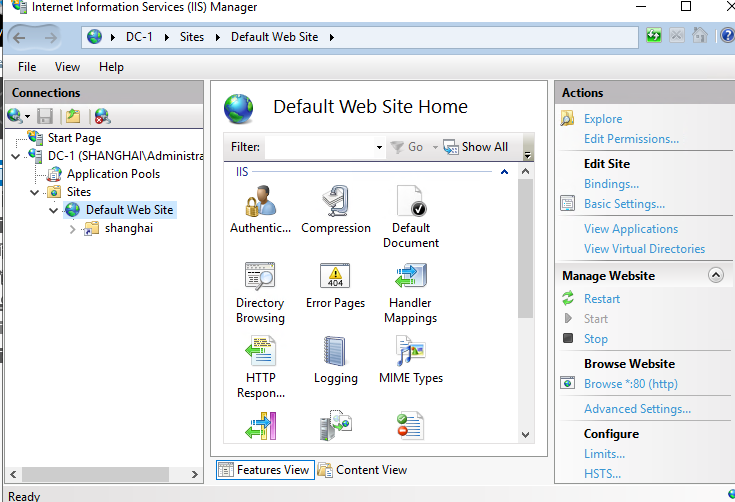 Internet Information Services (IIS) Manager
DC-1 Sites Default Web Site
File View Help
Connections
Start Page
DC-1 (SHANGHAI\Administra
Application Pools
Sites
Default Web Site
shanghai
Default Web Site Home
Filter: Go Show All
IIS
Authentic... Compression Default
Document
Directory
Browsing Error Pages Handler
Mappings
404
HTTP
Respon... Logging MIME Types
Features View Content View
Actions
Explore
Edit Permissions...
Edit Site
Bindings...
Basic Settings...
View Applications
View Virtual Directories
Manage Website
Restart
Start
Stop
Browse Website
Browse *:80 (http)
Advanced Settings...
Configure
Limits...
HSTS...
Ready